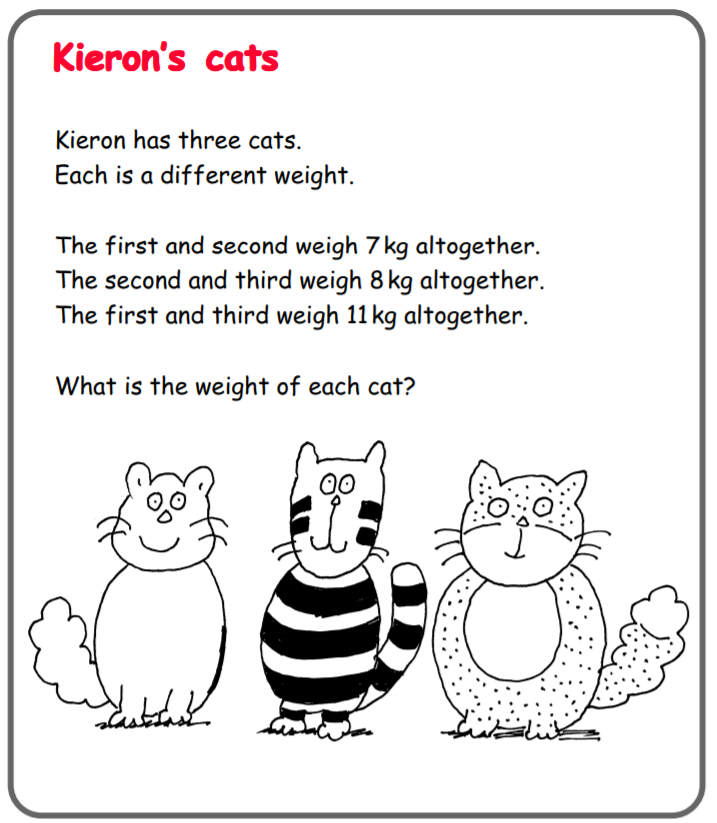 Kieron's cats
Kieron has three cats.
Each is a different weight.
The first and second weigh 7 kg altogether.
The second and third weigh 8 kg altogether.
The first and third weigh 11 kg altogether.
What is the weight of each cat?